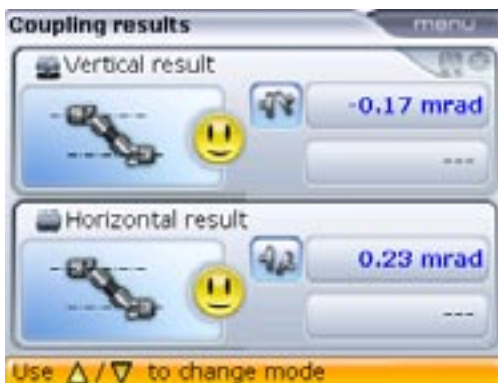 Coupling results menu
Vertical result
-0.17 mrad
---
Horizontal result
0.23 mrad
---
Use △/▽ to change mode